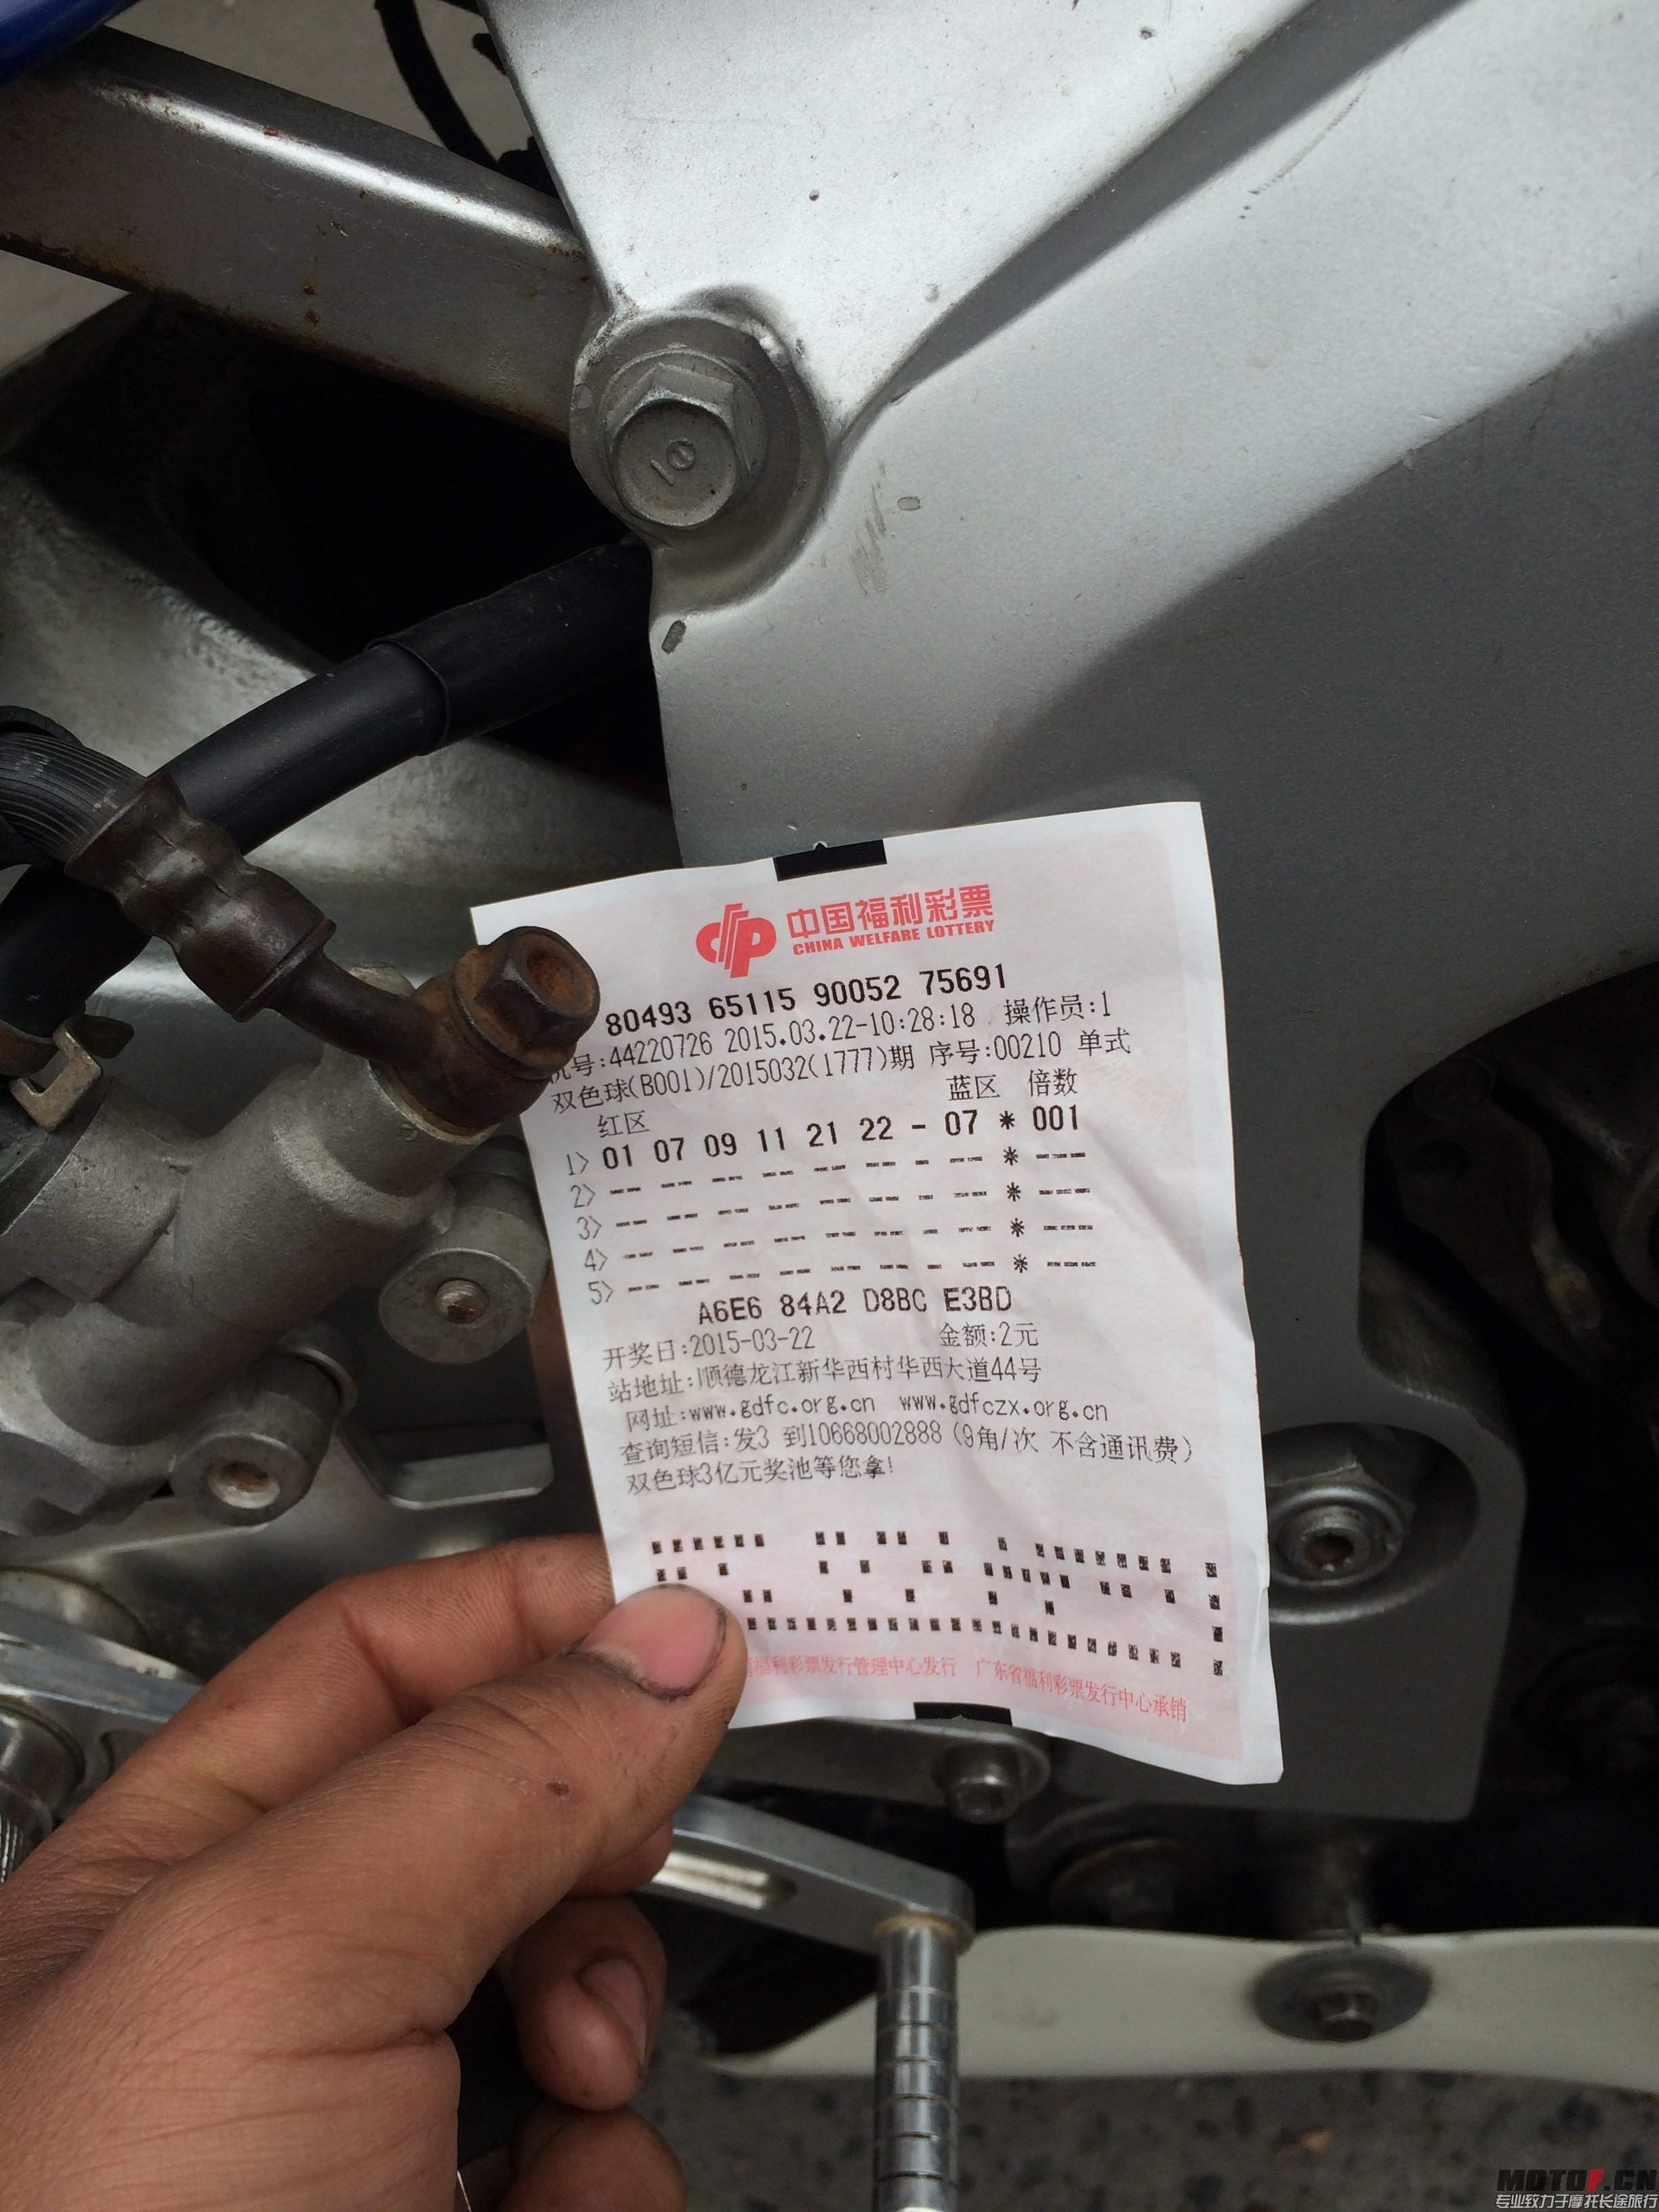 中国福利彩票
CHINA WELFARE LOTTERY
80493 65115 90052 75691
号:44220726 2015.03.22-10:28:18 操作员:1
双色球(B001)/2015032(1777)期 序号:00210 单式
红区 蓝区 倍数
1> 01 07 09 11 21 22 - 07 * 001
2> -- -- -- -- -- -- - -- * ---
3> -- -- -- -- -- -- - -- * ---
4> -- -- -- -- -- -- - -- * ---
5> -- -- -- -- -- -- - -- * ---
A6E6 84A2 D8BC E3BD
开奖日:2015-03-22 金额:2元
站地址:顺德龙江新华西村华西大道44号
网址:www.gdfc.org.cn www.gdfczx.org.cn
查询短信:发3 到10668002888 (9角/次 不含通讯费)
双色球3亿元奖池等您拿!
福利彩票发行管理中心发行 广东省福利彩票发行中心承销
MOTOF.CN
专业致力于摩托长途旅行